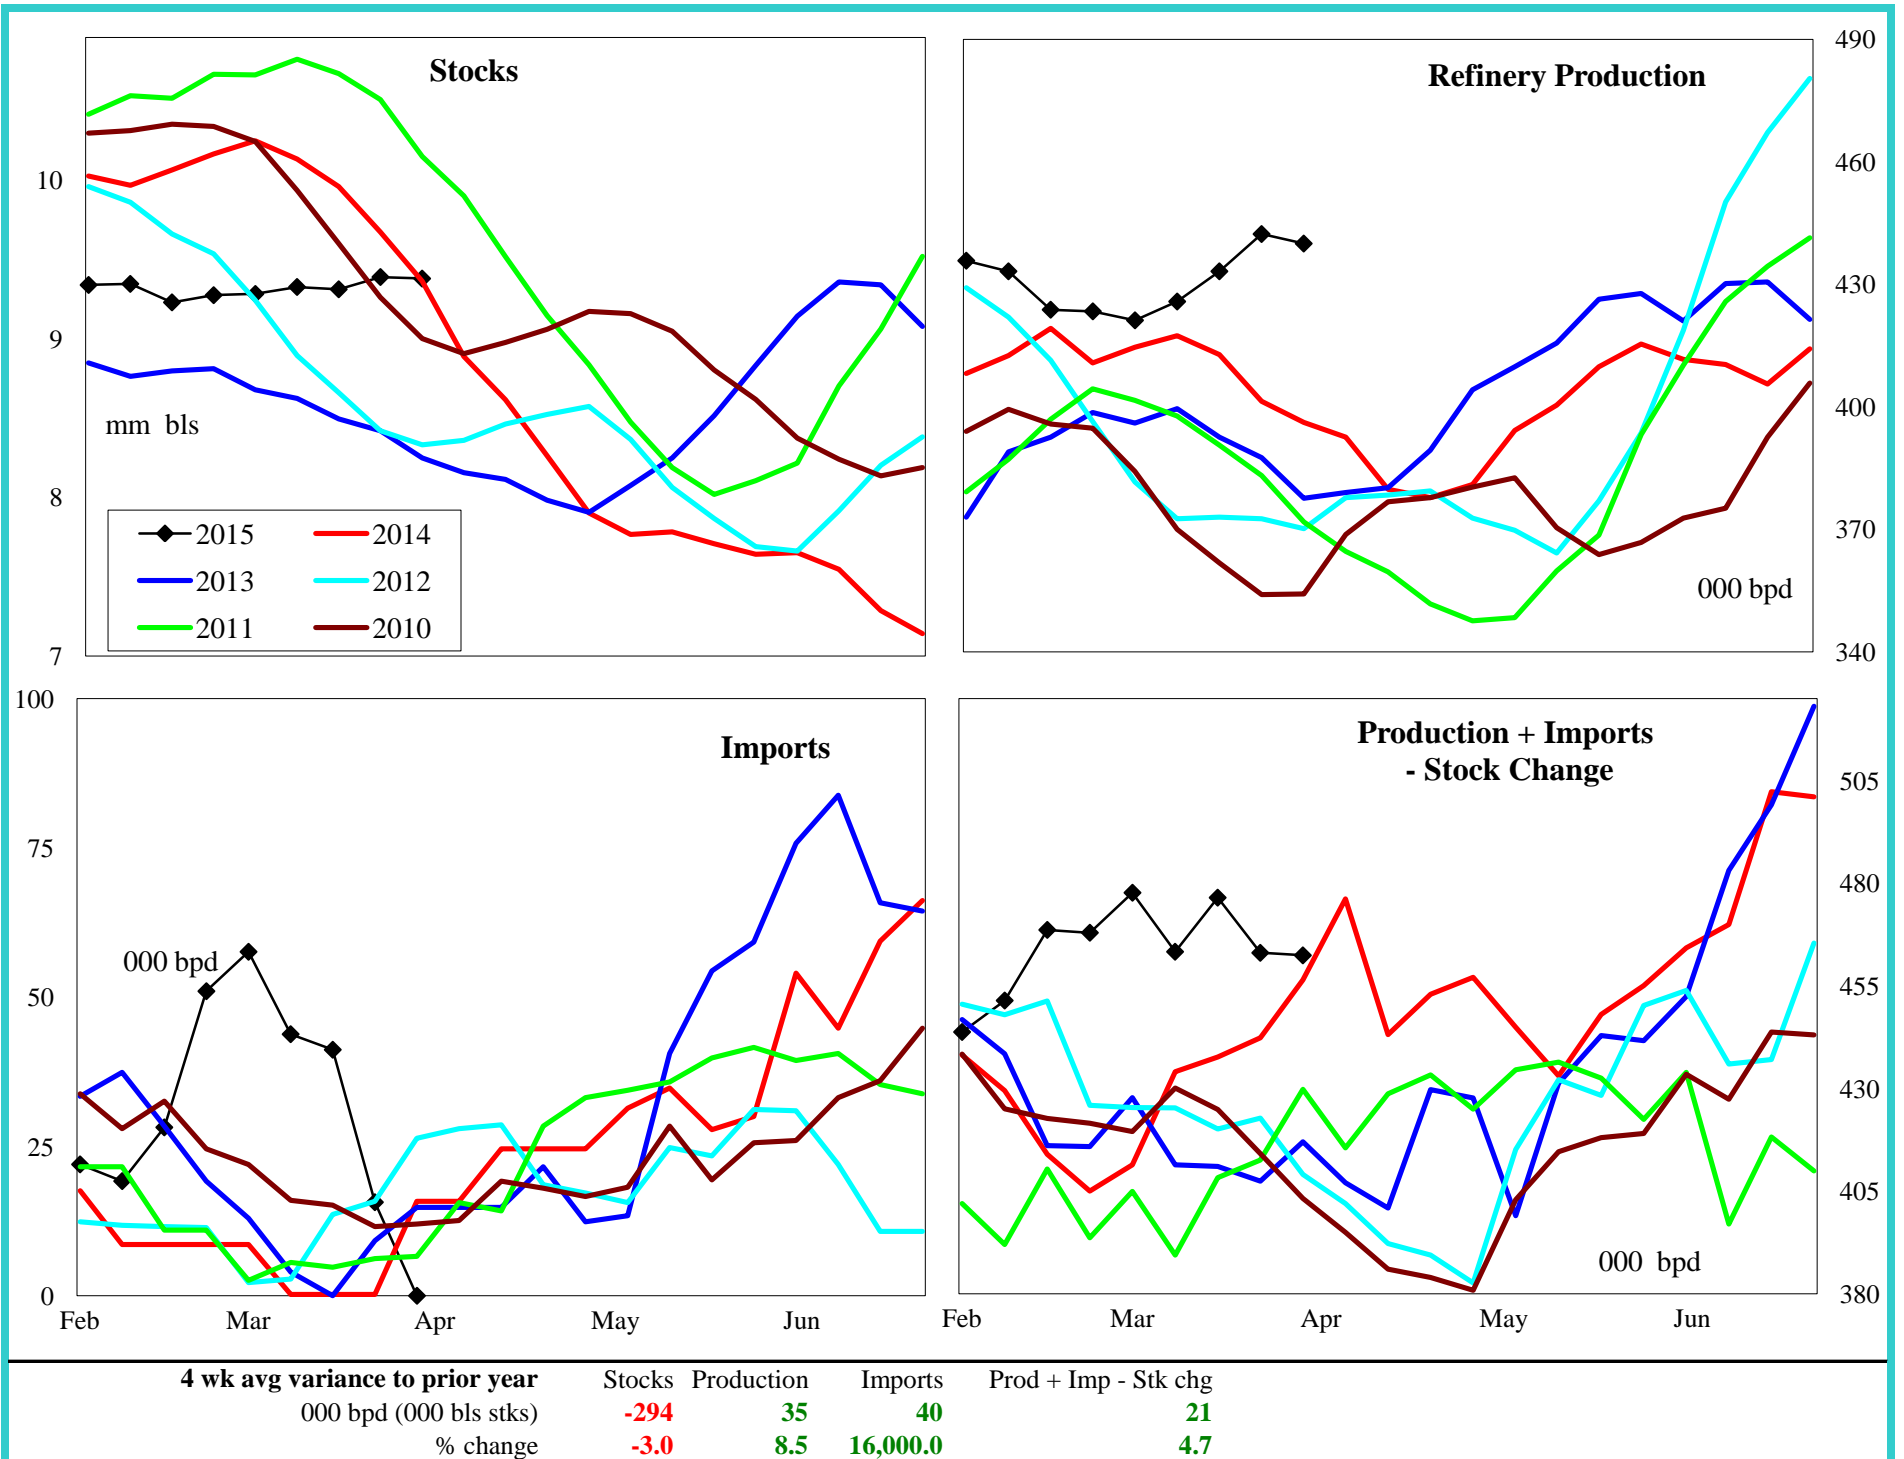 Stocks
10
9
8
7
mm bls
2015 2014
2013 2012
2011 2010
Refinery Production
490
460
430
400
370
340
000 bpd
Imports
100
75
50
25
0
000 bpd
Feb Mar Apr May Jun
Production + Imports
- Stock Change
505
480
455
430
405
380
000 bpd
Feb Mar Apr May Jun
4 wk avg variance to prior year Stocks Production Imports Prod + Imp - Stk chg
000 bpd (000 bls stks) -294 35 40 21
% change -3.0 8.5 16,000.0 4.7